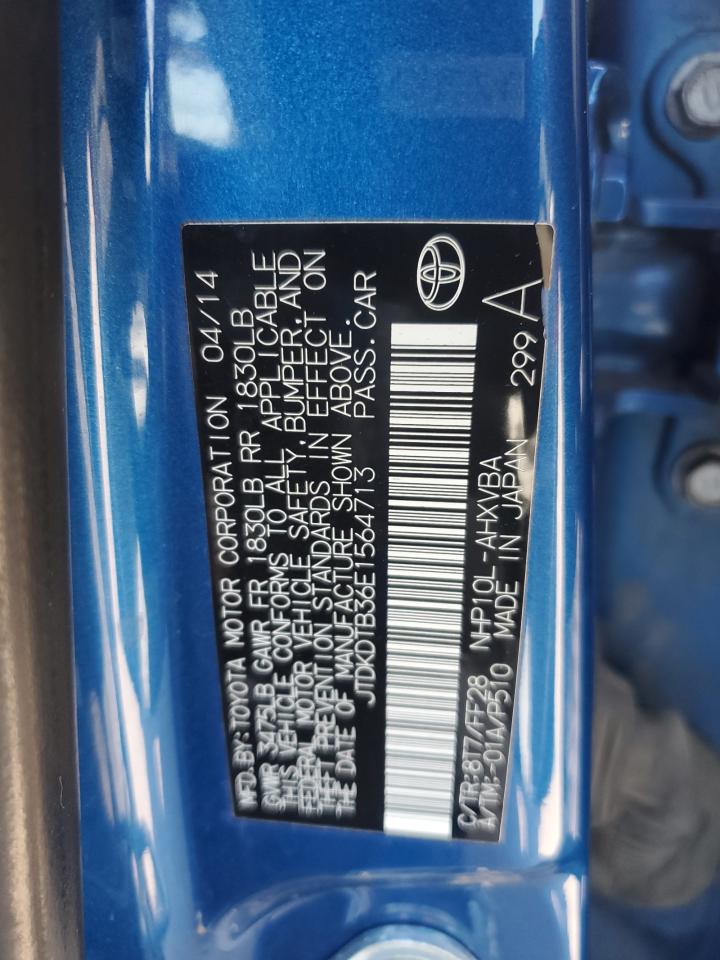 MFD.BY:TOYOTA MOTOR CORPORATION 04/14
GVWR 3475LB GAWR FR 1830LB RR 1830LB
THIS VEHICLE CONFORMS TO ALL APPLICABLE
FEDERAL MOTOR VEHICLE SAFETY,BUMPER,AND
THEFT PREVENTION STANDARDS IN EFFECT ON
THE DATE OF MANUFACTURE SHOWN ABOVE.
JTDKDTB36E1564713 PASS.CAR
C/TR:8T7/FF28 NHP10L-AHXVBA
A/TM:-01A/P510 MADE IN JAPAN 299 A